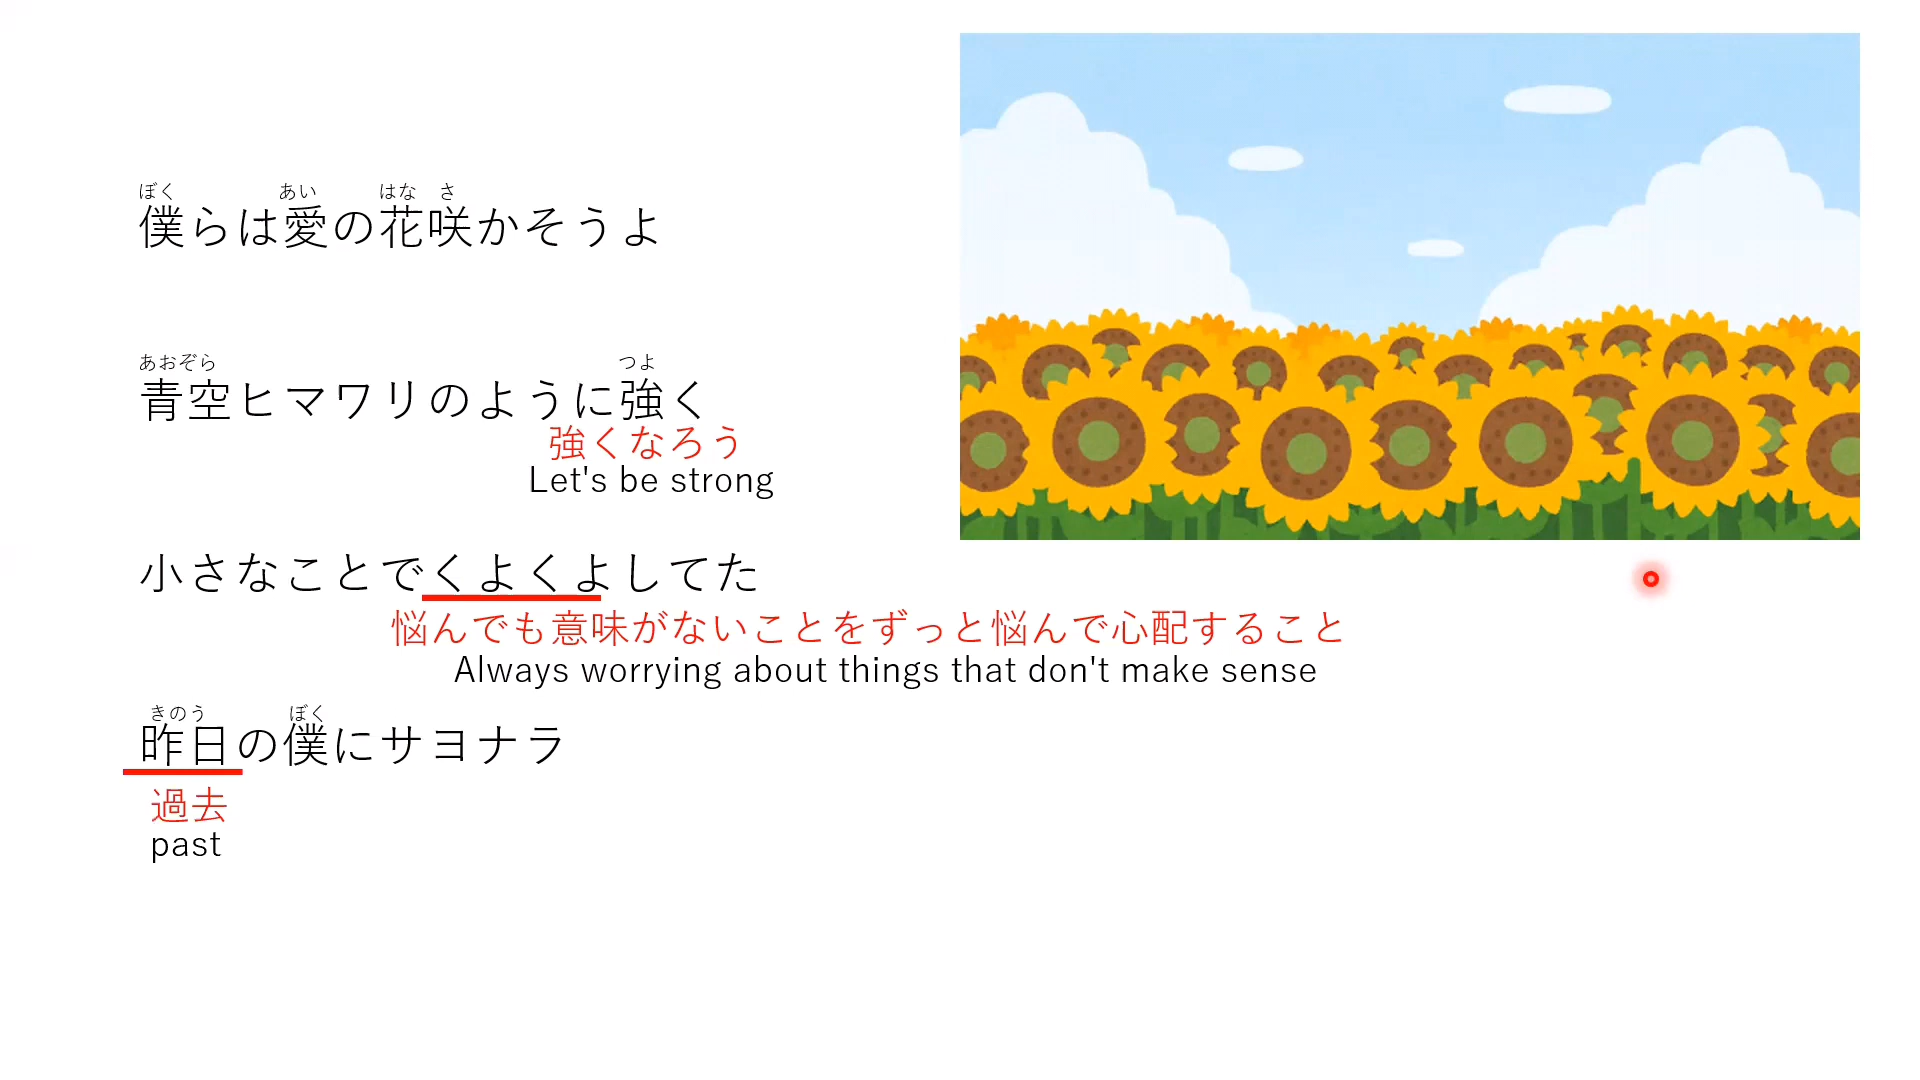 ぼく あい はな さ
僕らは愛の花咲かそうよ
あおぞら つよ
青空ヒマワリのように強く
強くなろう
Let's be strong
小さなことでくよくよしてた
悩んでも意味がないことをずっと悩んで心配すること
Always worrying about things that don't make sense
きのう ぼく
昨日の僕にサヨナラ
過去
past